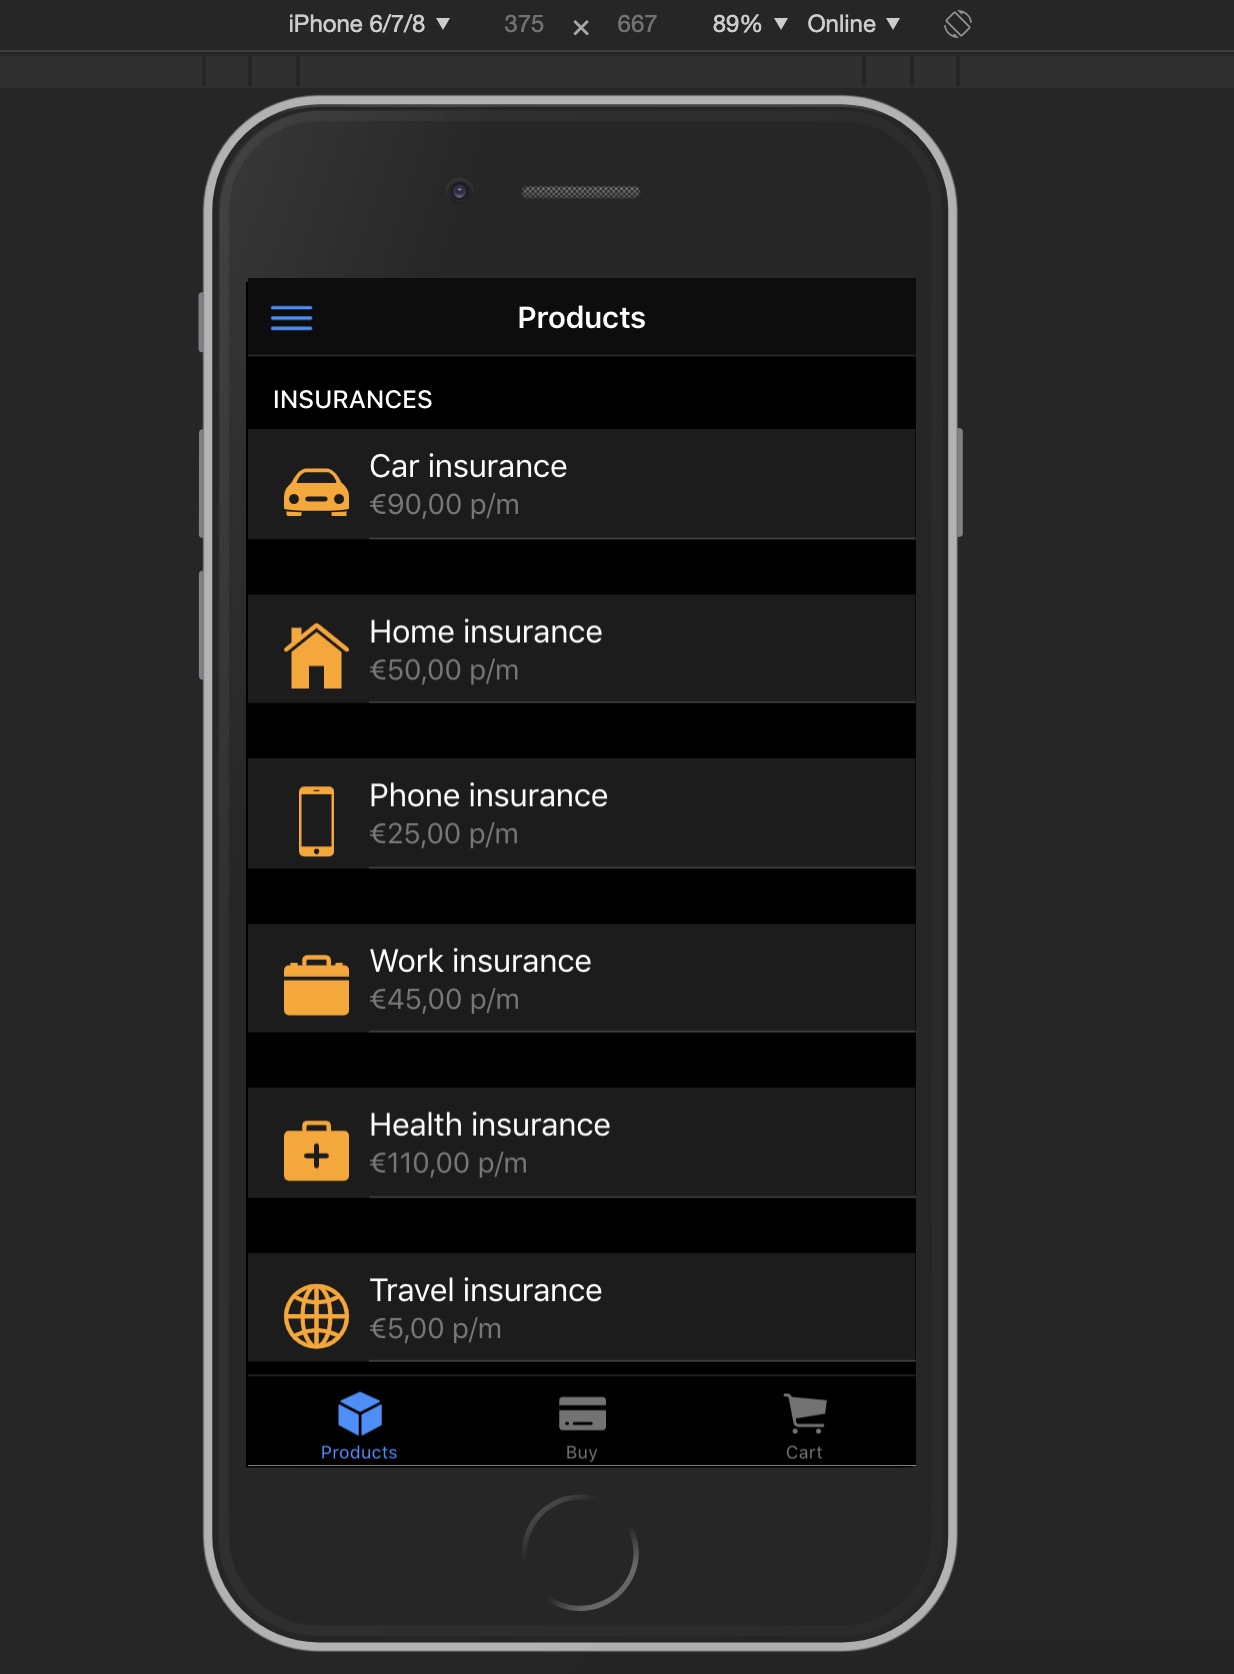 iPhone 6/7/8 ▼ 375 × 667 89% ▼ Online ▼
Products
INSURANCES
Car insurance
€90,00 p/m
Home insurance
€50,00 p/m
Phone insurance
€25,00 p/m
Work insurance
€45,00 p/m
Health insurance
€110,00 p/m
Travel insurance
€5,00 p/m
Products Buy Cart